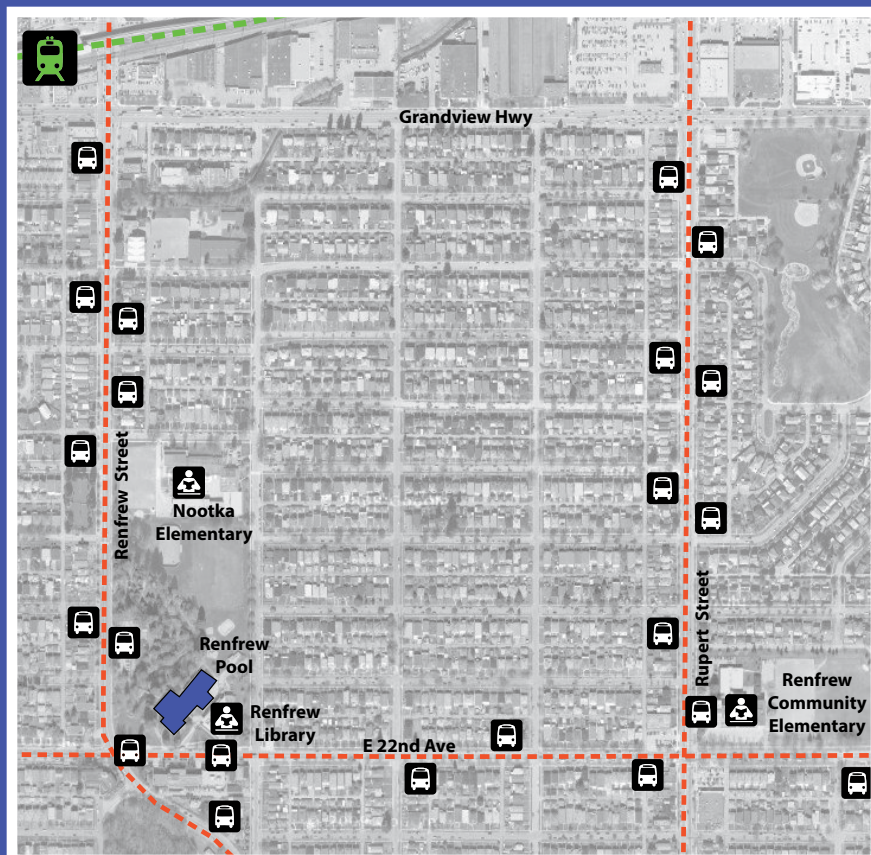 Grandview Hwy
Renfrew Street
Nootka
Elementary
Rupert Street
Renfrew
Pool
Renfrew
Library
Renfrew
Community
Elementary
E 22nd Ave